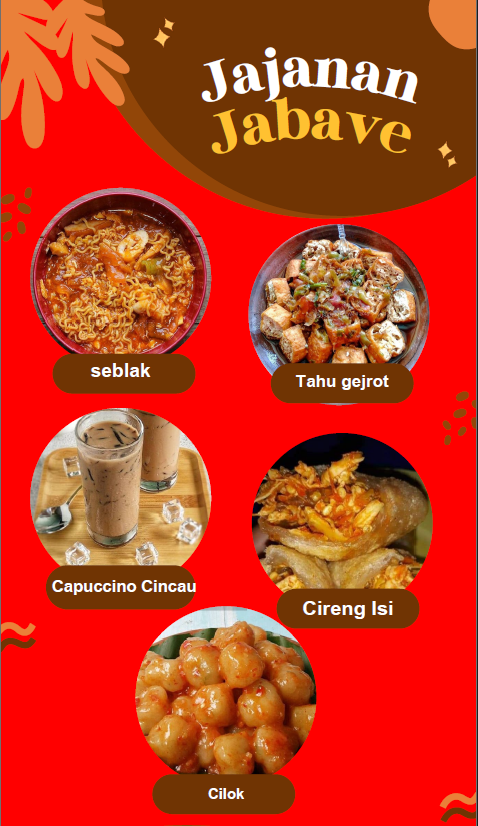 Jajanan
Jabave
seblak
Tahu gejrot
Capuccino Cincau
Cireng Isi
Cilok